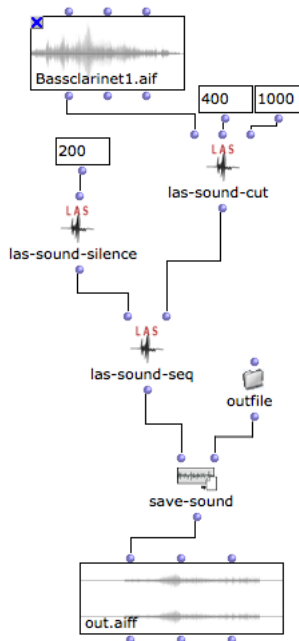 Bassclarinet1.aif
400
1000
200
LAS
las-sound-cut
LAS
las-sound-silence
LAS
las-sound-seq
outfile
save-sound
out.aiff